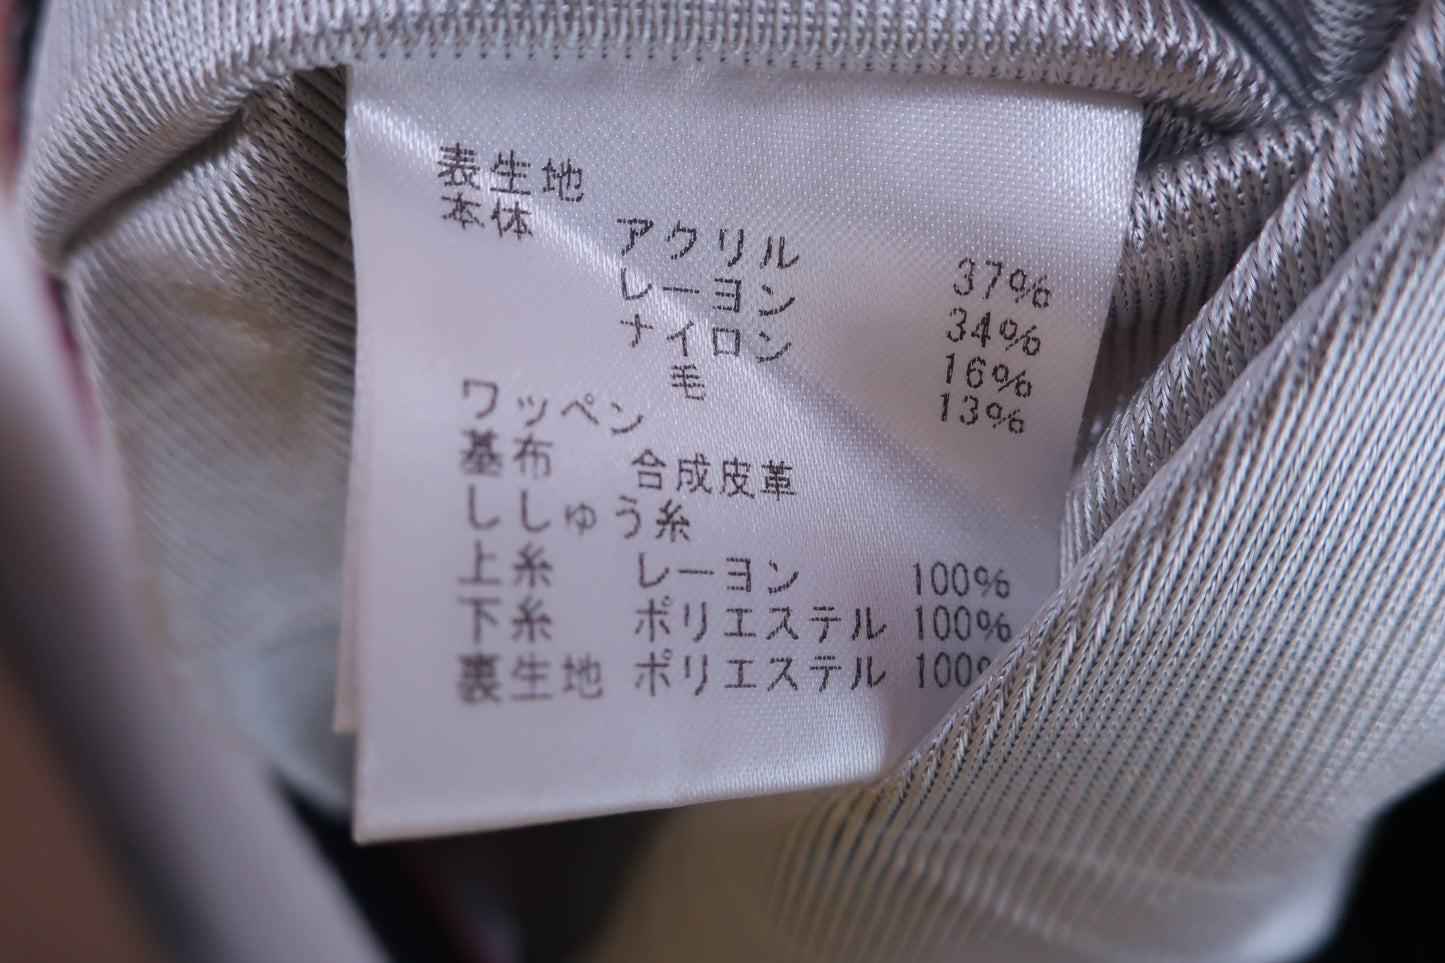 表生地
本体 アクリル 37%
レーヨン 34%
ナイロン 16%
毛 13%
ワッペン
基布 合成皮革
ししゅう糸
上糸 レーヨン 100%
下糸 ポリエステル 100%
裏生地 ポリエステル 100%